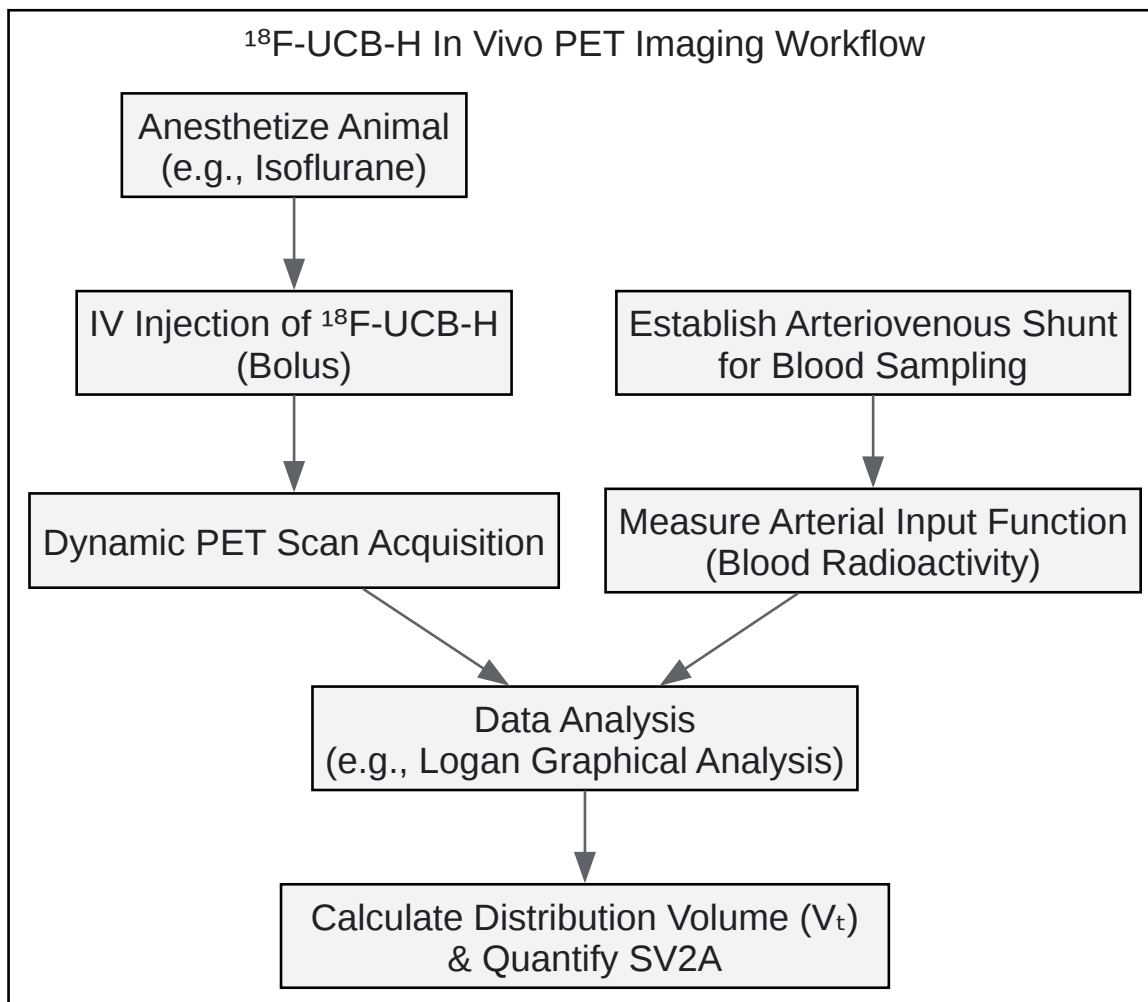 ¹⁸F-UCB-H In Vivo PET Imaging Workflow
Anesthetize Animal
(e.g., Isoflurane)
IV Injection of ¹⁸F-UCB-H
(Bolus)
Establish Arteriovenous Shunt
for Blood Sampling
Dynamic PET Scan Acquisition
Measure Arterial Input Function
(Blood Radioactivity)
Data Analysis
(e.g., Logan Graphical Analysis)
Calculate Distribution Volume (Vₜ)
& Quantify SV2A